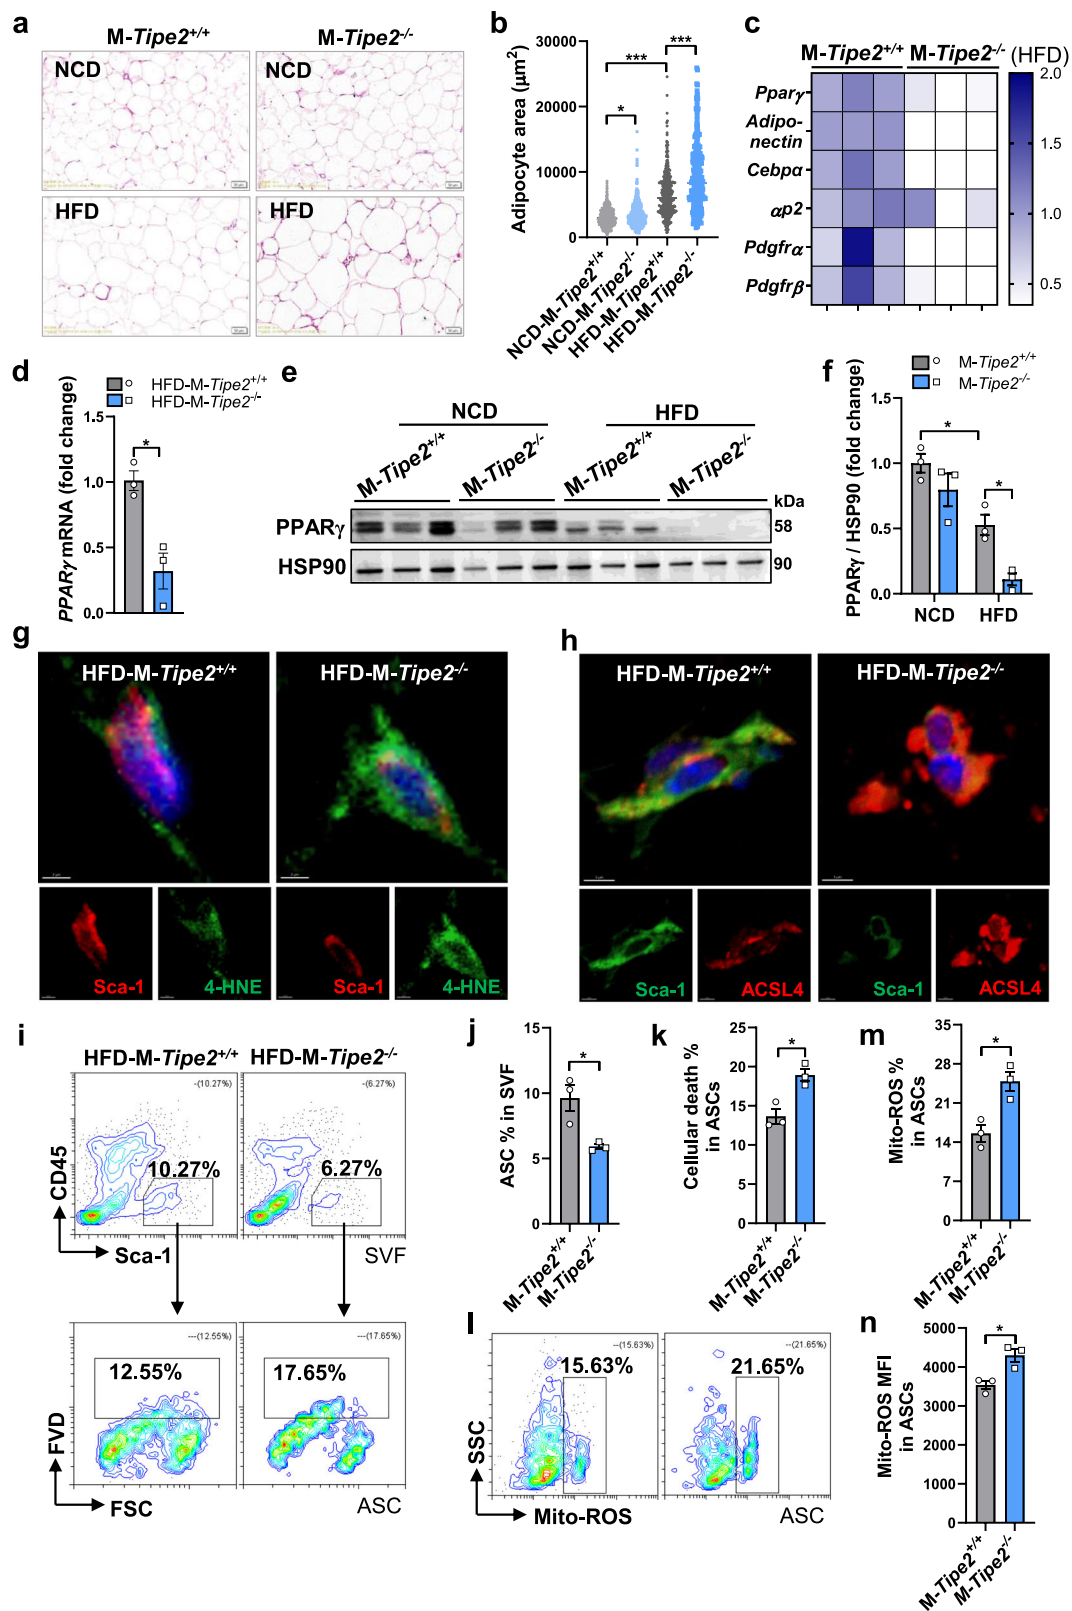 a
M-Tipe2+/+
M-Tipe2-/-
NCD
NCD
HFD
HFD
b
Adipocyte area (μm2)
30000
20000
10000
0
*
***
***
NCD-M-Tipe2+/+
NCD-M-Tipe2-/-
HFD-M-Tipe2+/+
HFD-M-Tipe2-/-
c
M-Tipe2+/+
M-Tipe2-/-
(HFD)
Pparγ
Adipo-
nectin
Cebpα
αp2
Pdgfrα
Pdgfrβ
2.0
1.5
1.0
0.5
d
HFD-M-Tipe2+/+
HFD-M-Tipe2-/-
PPARγ mRNA (fold change)
1.5
1.0
0.5
0.0
*
e
NCD
HFD
M-Tipe2+/+
M-Tipe2-/-
M-Tipe2+/+
M-Tipe2-/-
kDa
PPARγ
58
HSP90
90
f
M-Tipe2+/+
M-Tipe2-/-
PPARγ / HSP90 (fold change)
1.5
1.0
0.5
0.0
*
*
NCD
HFD
g
HFD-M-Tipe2+/+
HFD-M-Tipe2-/-
Sca-1
4-HNE
Sca-1
4-HNE
h
HFD-M-Tipe2+/+
HFD-M-Tipe2-/-
Sca-1
ACSL4
Sca-1
ACSL4
i
HFD-M-Tipe2+/+
HFD-M-Tipe2-/-
-(10.27%)
-(6.27%)
10.27%
6.27%
CD45
Sca-1
SVF
---(12.55%)
---(17.65%)
12.55%
17.65%
FVD
FSC
ASC
j
ASC % in SVF
15
10
5
0
*
M-Tipe2+/+
M-Tipe2-/-
k
Cellular death %
in ASCs
25
20
15
10
5
0
*
M-Tipe2+/+
M-Tipe2-/-
m
Mito-ROS %
in ASCs
35
28
21
14
7
0
*
M-Tipe2+/+
M-Tipe2-/-
l
--(15.63%)
--(21.65%)
15.63%
21.65%
SSC
Mito-ROS
ASC
n
Mito-ROS MFI
in ASCs
5000
4000
3000
2000
1000
0
*
M-Tipe2+/+
M-Tipe2-/-